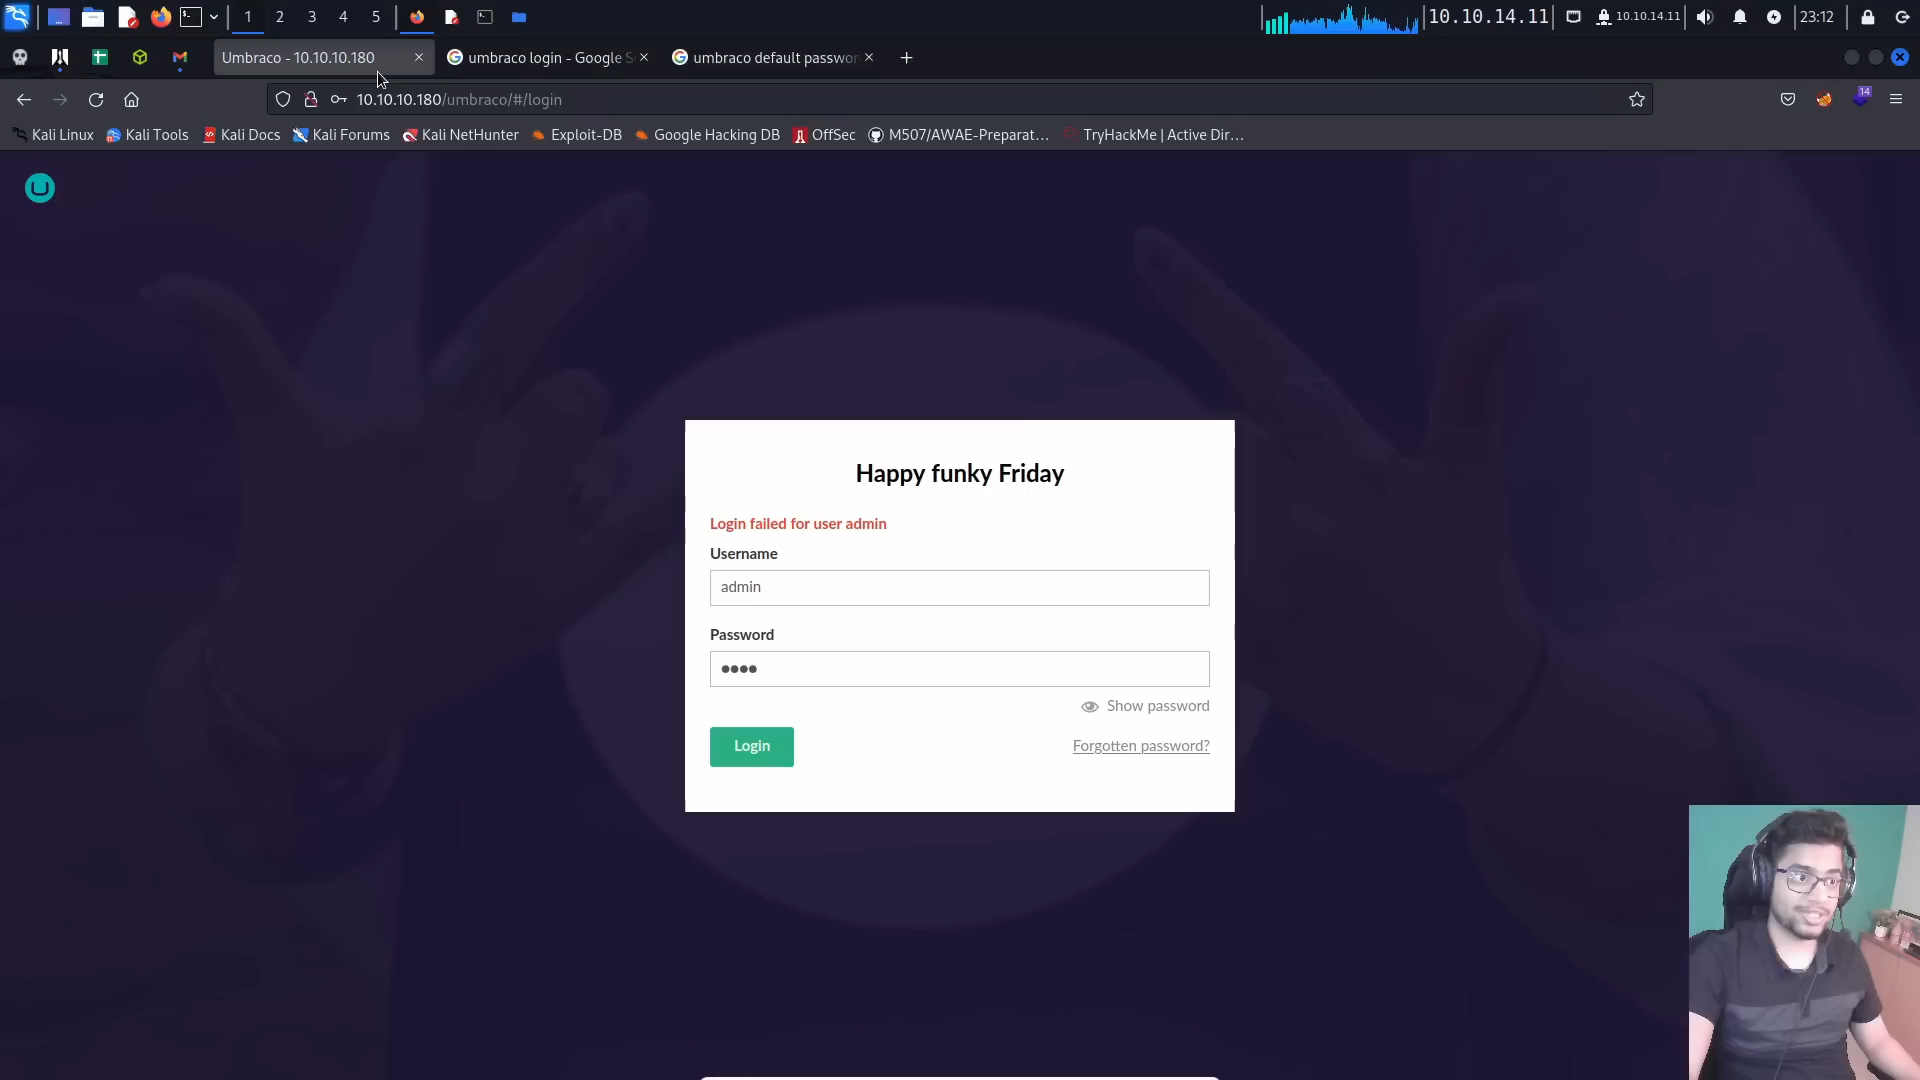 1 2 3 4 5 10.10.14.11 10.10.14.11 23:12
Umbraco - 10.10.10.180 umbraco login - Google S umbraco default passwor
10.10.10.180/umbraco/#/login 14
Kali Linux Kali Tools Kali Docs Kali Forums Kali NetHunter Exploit-DB Google Hacking DB OffSec M507/AWAE-Preparat... TryHackMe | Active Dir...
Happy funky Friday
Login failed for user admin
Username
admin
Password
Show password
Login Forgotten password?